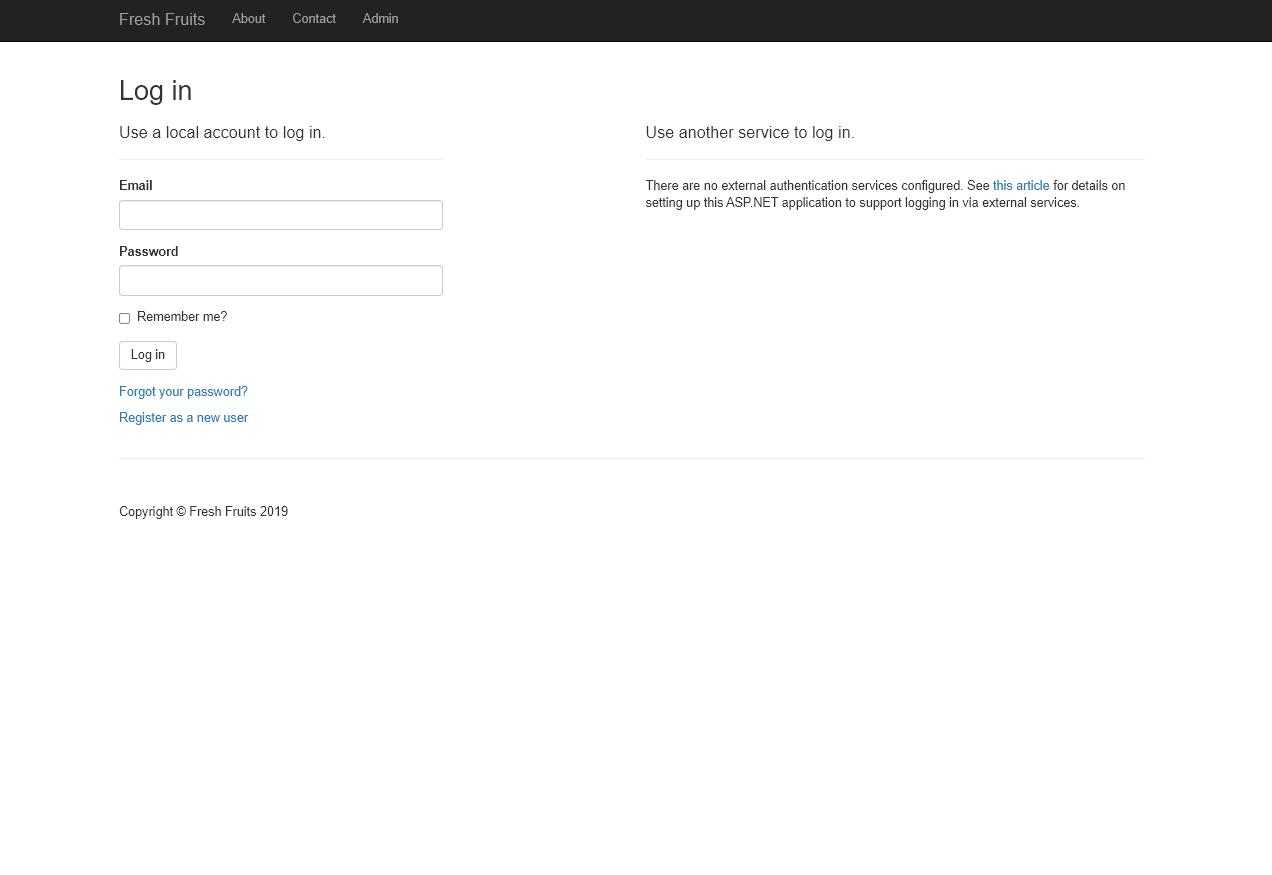 Fresh Fruits About Contact Admin
Log in
Use a local account to log in.
Email
Password
Remember me?
Log in
Forgot your password?
Register as a new user
Use another service to log in.
There are no external authentication services configured. See this article for details on
setting up this ASP.NET application to support logging in via external services.
Copyright © Fresh Fruits 2019